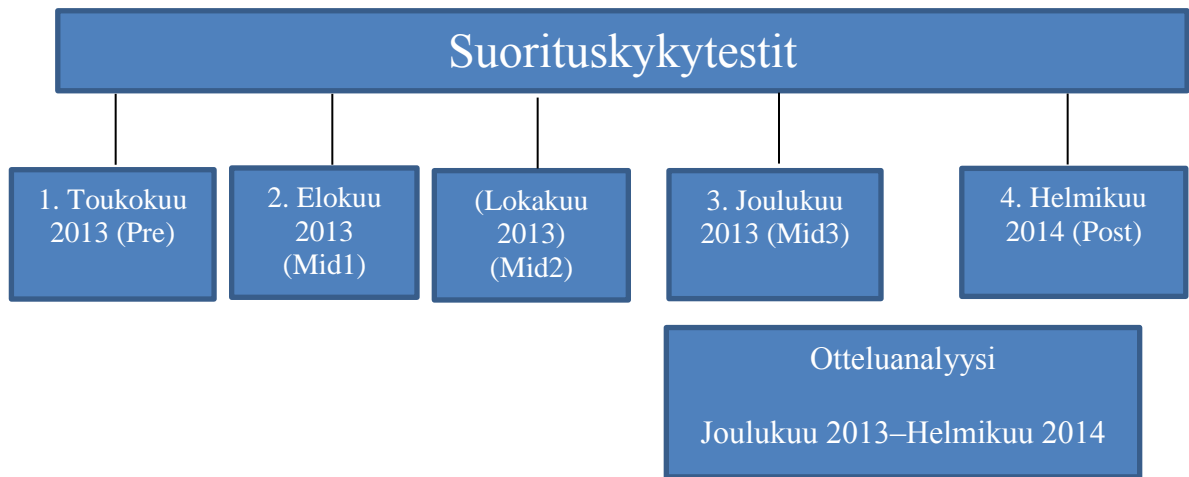 Suorituskykytestit
1. Toukokuu
2013 (Pre)
2. Elokuu
2013
(Mid1)
(Lokakuu
2013)
(Mid2)
3. Joulukuu
2013 (Mid3)
4. Helmikuu
2014 (Post)
Otteluanalyysi
Joulukuu 2013–Helmikuu 2014